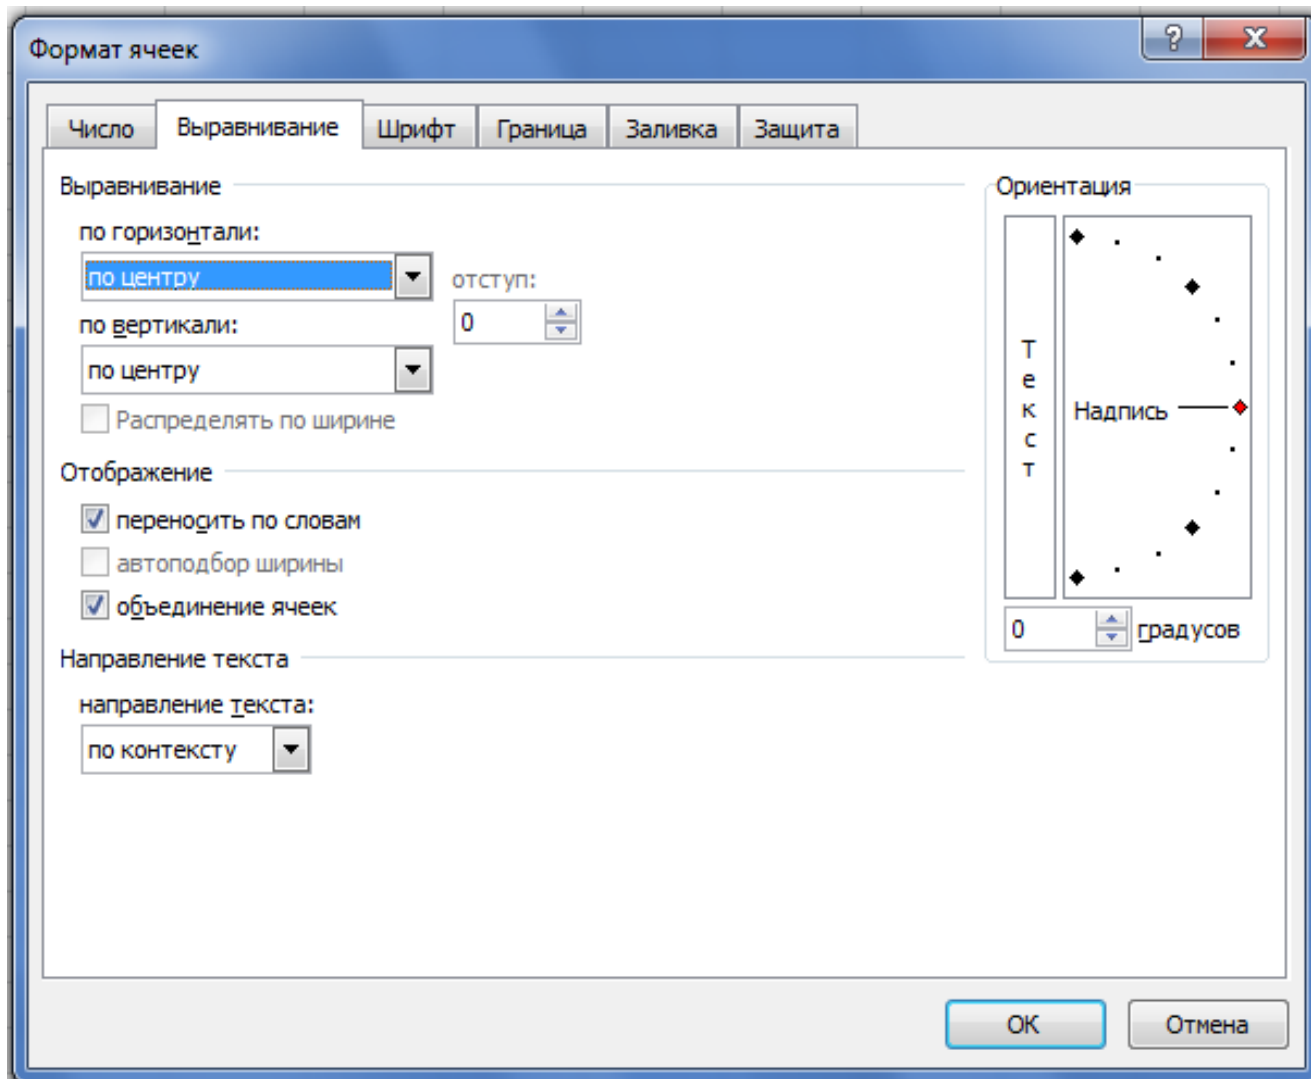 Формат ячеек
?
Число Выравнивание Шрифт Граница Заливка Защита
Выравнивание
по горизонтали:
по центру
отступ:
0
по вертикали:
по центру
Распределять по ширине
Отображение
переносить по словам
автоподбор ширины
объединение ячеек
Направление текста
направление текста:
по контексту
Ориентация
Т
е
к
с
т
Надпись
0 градусов
ОК Отмена